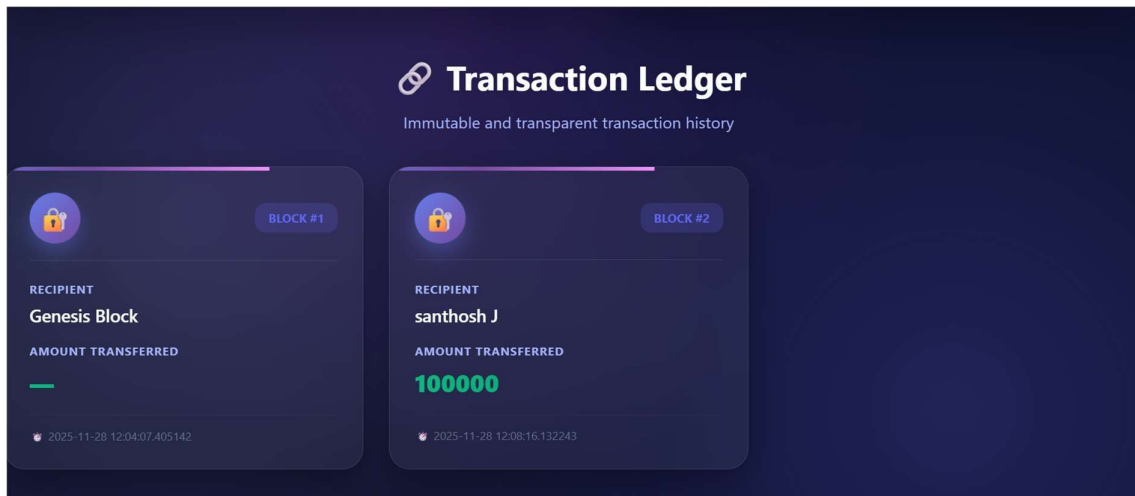 Transaction Ledger
Immutable and transparent transaction history
BLOCK #1
RECIPIENT
Genesis Block
AMOUNT TRANSFERRED
—
2025-11-28 12:04:07.405142
BLOCK #2
RECIPIENT
santhosh J
AMOUNT TRANSFERRED
100000
2025-11-28 12:08:16.132243